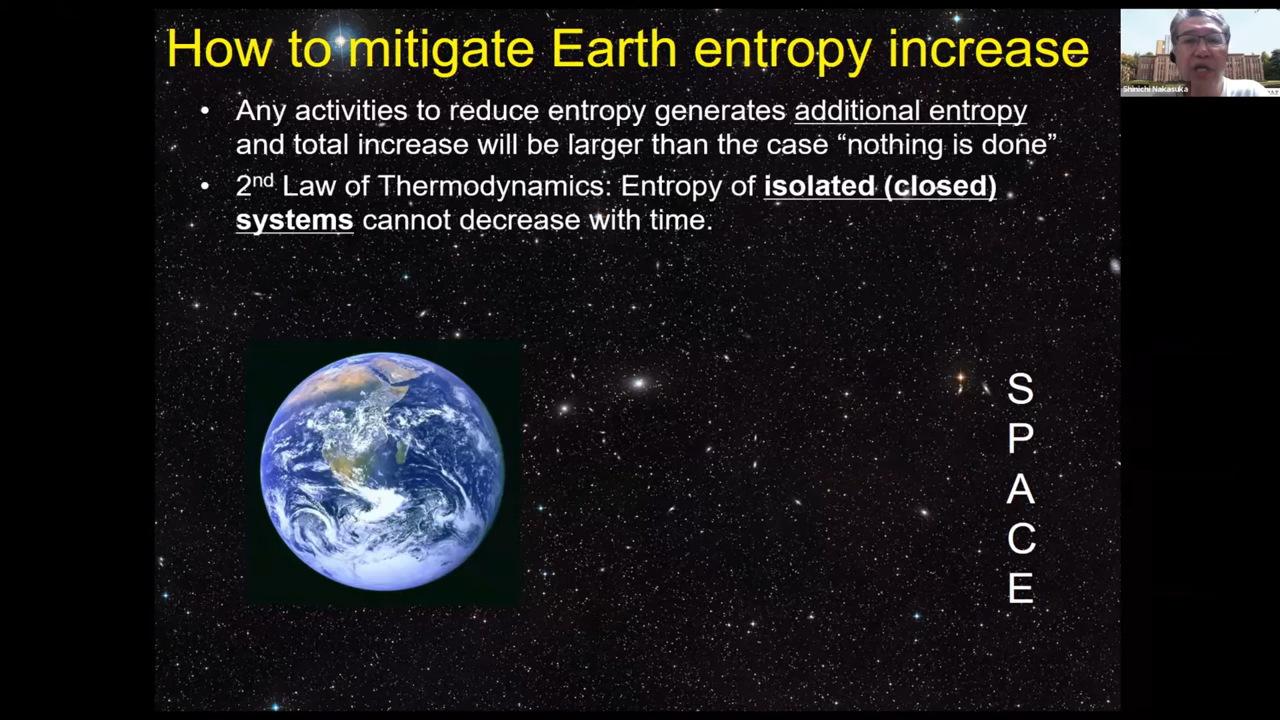 How to mitigate Earth entropy increase
• Any activities to reduce entropy generates additional entropy
and total increase will be larger than the case “nothing is done”
• 2nd Law of Thermodynamics: Entropy of isolated (closed)
systems cannot decrease with time.
S
P
A
C
E
Shinichi Nakasuka